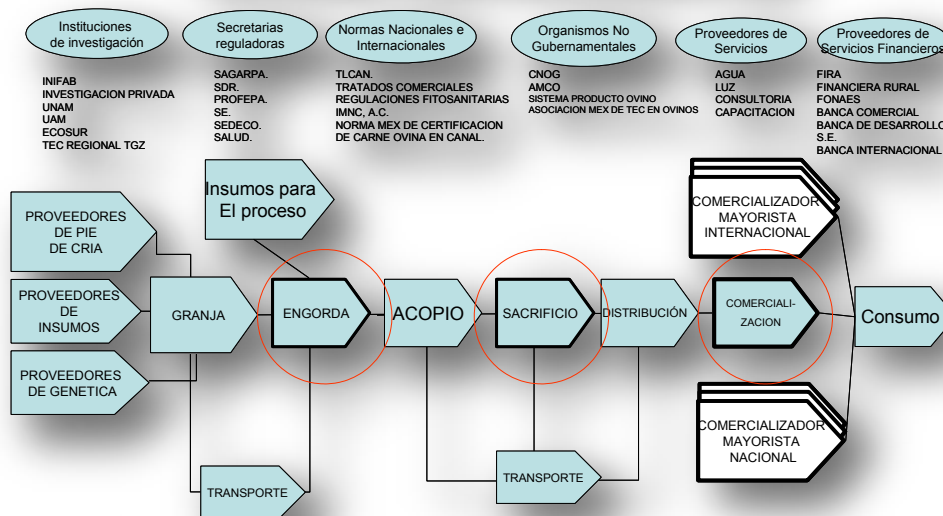 Instituciones
de investigación
Secretarias
reguladoras
Normas Nacionales e
Internacionales
Organismos No
Gubernamentales
Proveedores de
Servicios
Proveedores de
Servicios Financieros
INIFAB
INVESTIGACION PRIVADA
UNAM
UAM
ECOSUR
TEC REGIONAL TGZ
SAGARPA.
SDR.
PROFEPA.
SE.
SEDECO.
SALUD.
TLCAN.
TRATADOS COMERCIALES
REGULACIONES FITOSANITARIAS
IMNC, A.C.
NORMA MEX DE CERTIFICACION
DE CARNE OVINA EN CANAL.
CNOG
AMCO
SISTEMA PRODUCTO OVINO
ASOCIACION MEX DE TEC EN OVINOS
AGUA
LUZ
CONSULTORIA
CAPACITACION
FIRA
FINANCIERA RURAL
FONAES
BANCA COMERCIAL
BANCA DE DESARROLLO
S.E.
BANCA INTERNACIONAL
Insumos para
El proceso
COMERCIALIZADOR
MAYORISTA
INTERNACIONAL
PROVEEDORES
DE PIE
DE CRIA
PROVEEDORES
DE
INSUMOS
PROVEEDORES
DE GENETICA
GRANJA
ENGORDA
ACOPIO
SACRIFICIO
DISTRIBUCIÓN
COMERCIALI-
ZACION
Consumo
COMERCIALIZADOR
MAYORISTA
NACIONAL
TRANSPORTE
TRANSPORTE